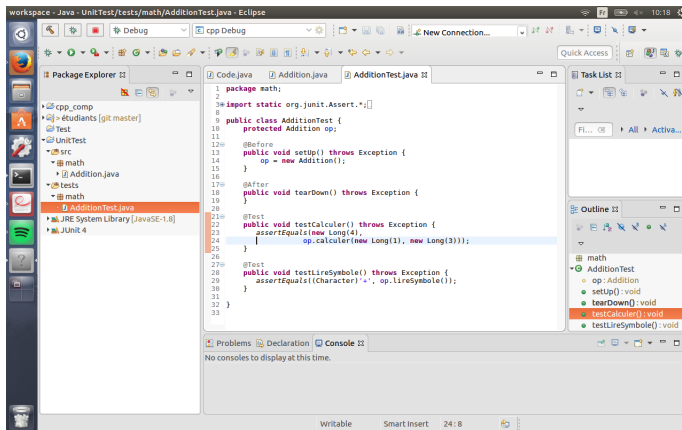 workspace - Java - UnitTest/tests/math/AdditionTest.java - Eclipse
Fr
10:18
Debug
cpp Debug
New Connection...
Quick Access
Package Explorer
cpp_comp
> étudiants [git master]
Test
UnitTest
src
math
Addition.java
tests
math
AdditionTest.java
JRE System Library [JavaSE-1.8]
JUnit 4
Code.java
Addition.java
AdditionTest.java
1 package math;
2
3 import static org.junit.Assert.*;
8
9 public class AdditionTest {
10 protected Addition op;
11
12 @Before
13 public void setUp() throws Exception {
14 op = new Addition();
15 }
16
17 @After
18 public void tearDown() throws Exception {
19 }
20
21 @Test
22 public void testCalculer() throws Exception {
23 assertEquals(new Long(4),
24 op.calculer(new Long(1), new Long(3)));
25 }
26
27 @Test
28 public void testLireSymbole() throws Exception {
29 assertEquals((Character)'+', op.lireSymbole());
30 }
31
32 }
33
Task List
Fi...
All
Activa...
Outline
math
AdditionTest
op : Addition
setUp() : void
tearDown() : void
testCalculer() : void
testLireSymbole() : void
Problems
Declaration
Console
No consoles to display at this time.
Writable
Smart Insert
24 : 8